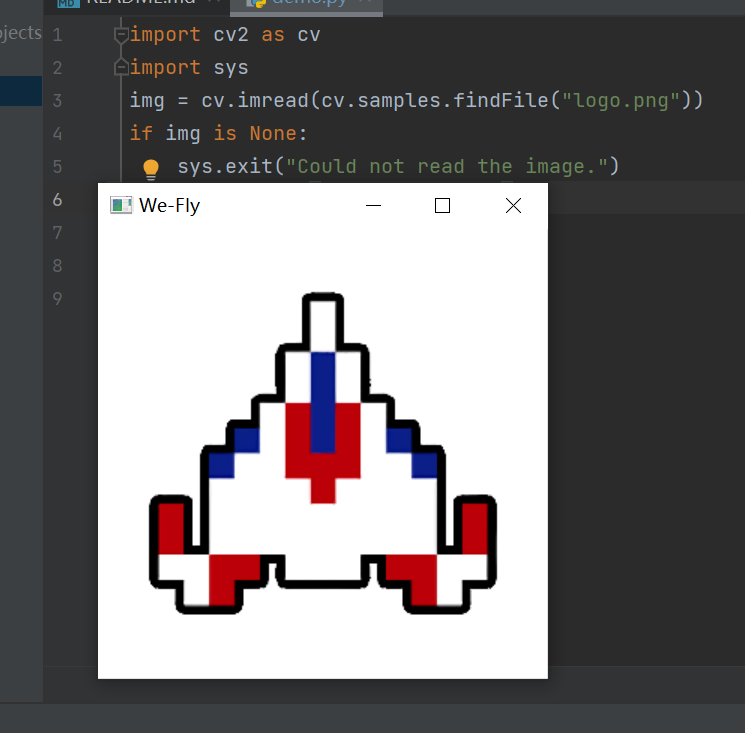 README.md demo.py
ojects
1 import cv2 as cv
2 import sys
3 img = cv.imread(cv.samples.findFile("logo.png"))
4 if img is None:
5 sys.exit("Could not read the image.")
6
We-Fly
7
8
9